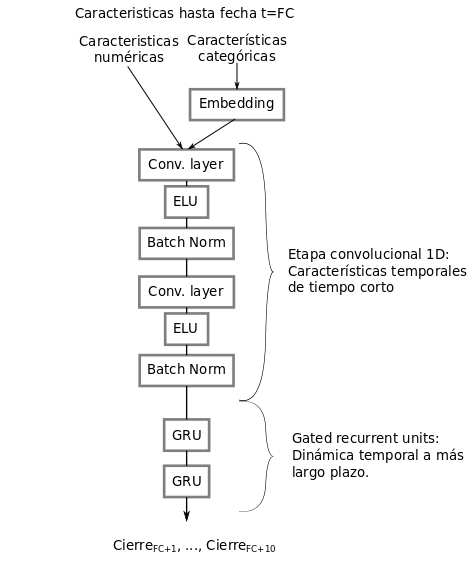 Caracteristicas hasta fecha t=FC
Caracteristicas
numéricas
Características
categóricas
Embedding
Conv. layer
ELU
Batch Norm
Conv. layer
ELU
Batch Norm
Etapa convolucional 1D:
Características temporales
de tiempo corto
GRU
GRU
Gated recurrent units:
Dinámica temporal a más
largo plazo.
Cierre FC+1, ..., Cierre FC+10